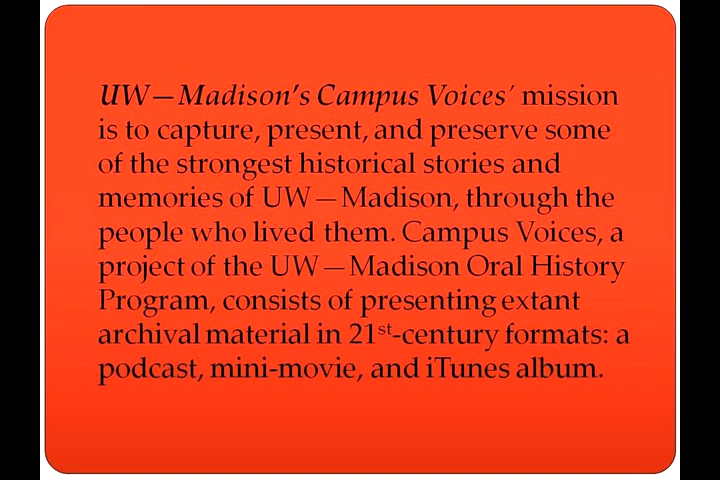 UW—Madison's Campus Voices' mission
is to capture, present, and preserve some
of the strongest historical stories and
memories of UW—Madison, through the
people who lived them. Campus Voices, a
project of the UW—Madison Oral History
Program, consists of presenting extant
archival material in 21st-century formats: a
podcast, mini-movie, and iTunes album.